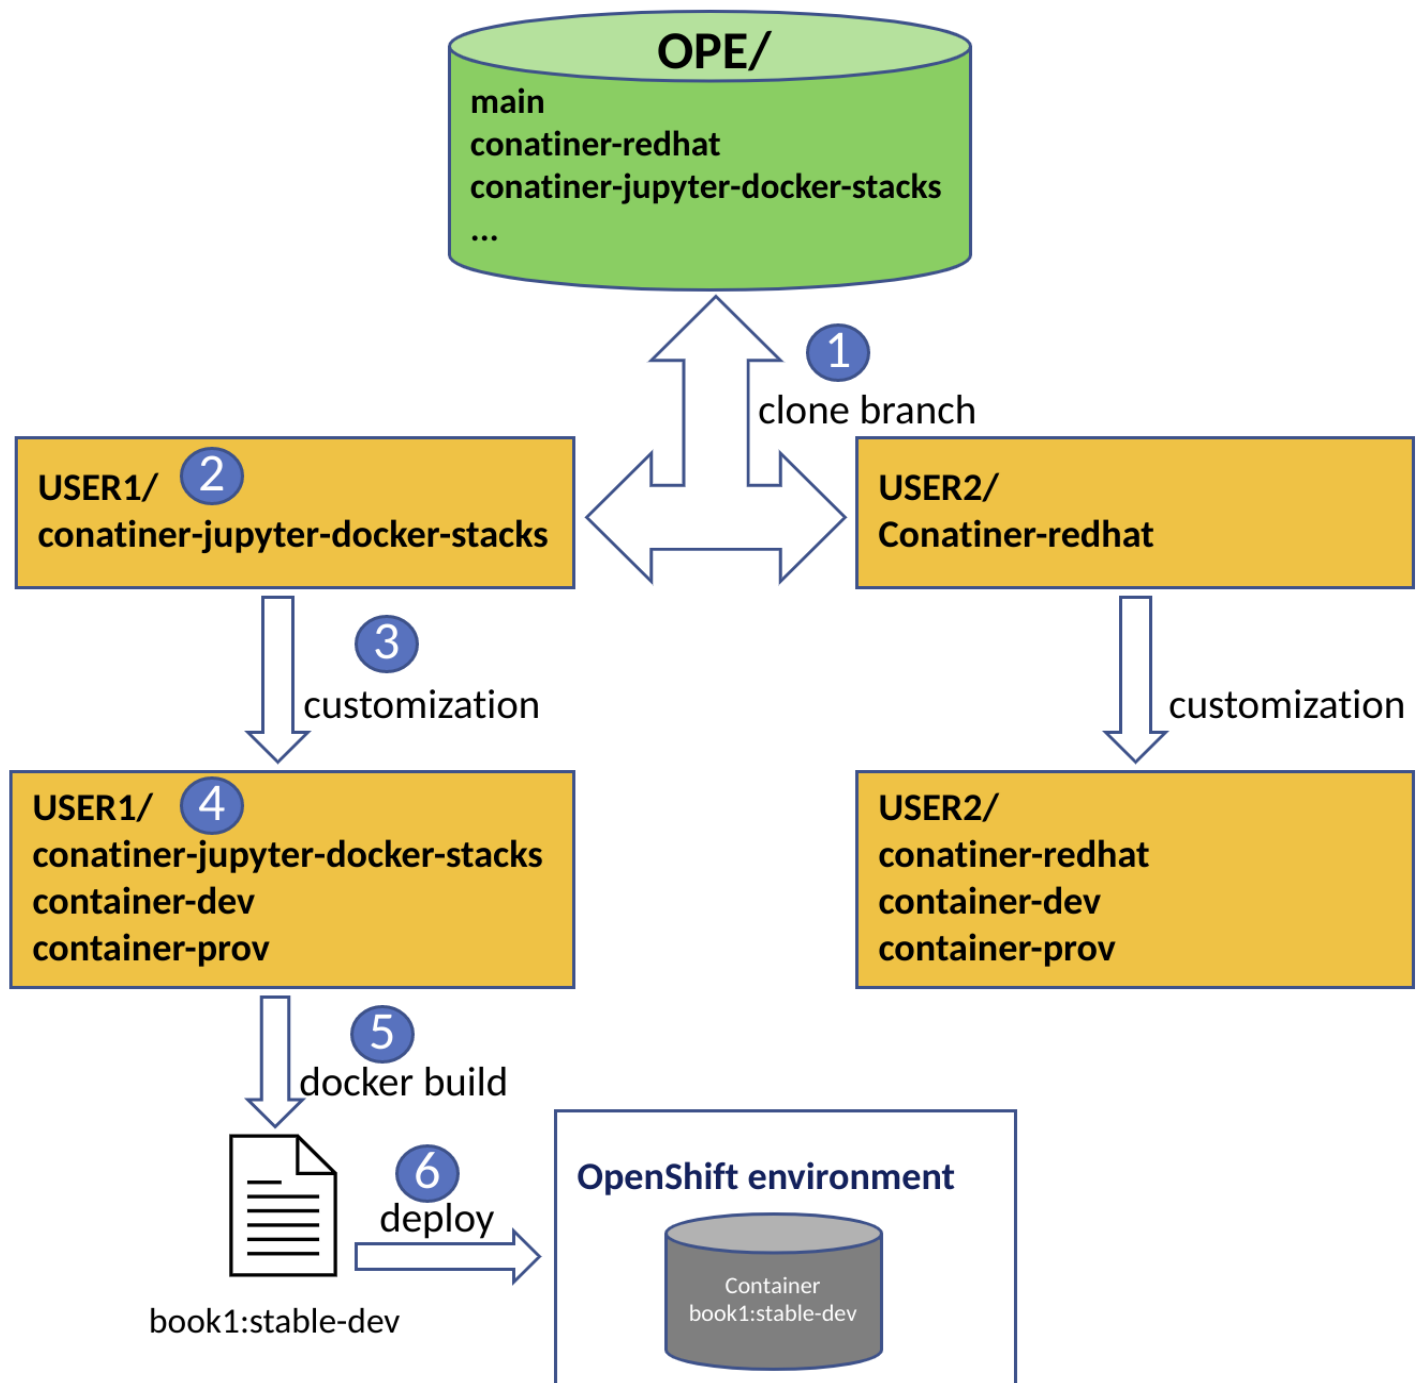 OPE/
main
conatiner-redhat
conatiner-jupyter-docker-stacks
...
1
clone branch
USER1/ 2
conatiner-jupyter-docker-stacks
USER2/
Conatiner-redhat
3
customization
customization
USER1/ 4
conatiner-jupyter-docker-stacks
container-dev
container-prov
USER2/
conatiner-redhat
container-dev
container-prov
5
docker build
6
deploy
book1:stable-dev
OpenShift environment
Container
book1:stable-dev